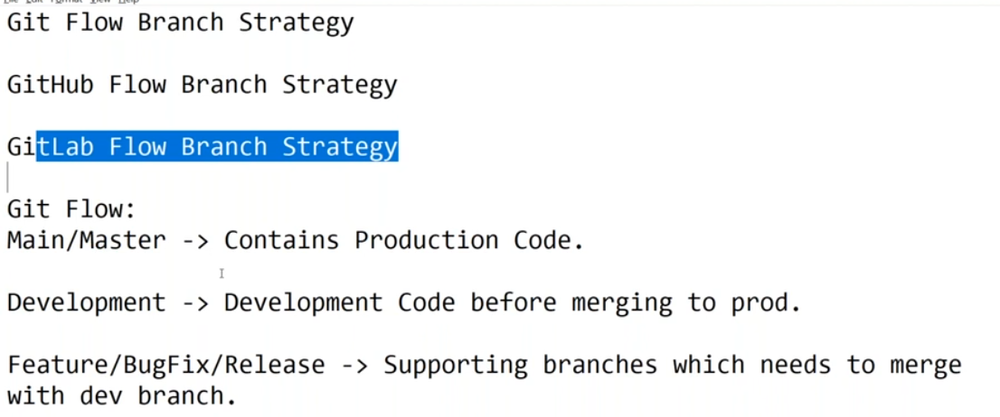 Git Flow Branch Strategy
GitHub Flow Branch Strategy
GitLab Flow Branch Strategy
Git Flow:
Main/Master -> Contains Production Code.
Development -> Development Code before merging to prod.
Feature/BugFix/Release -> Supporting branches which needs to merge
with dev branch.